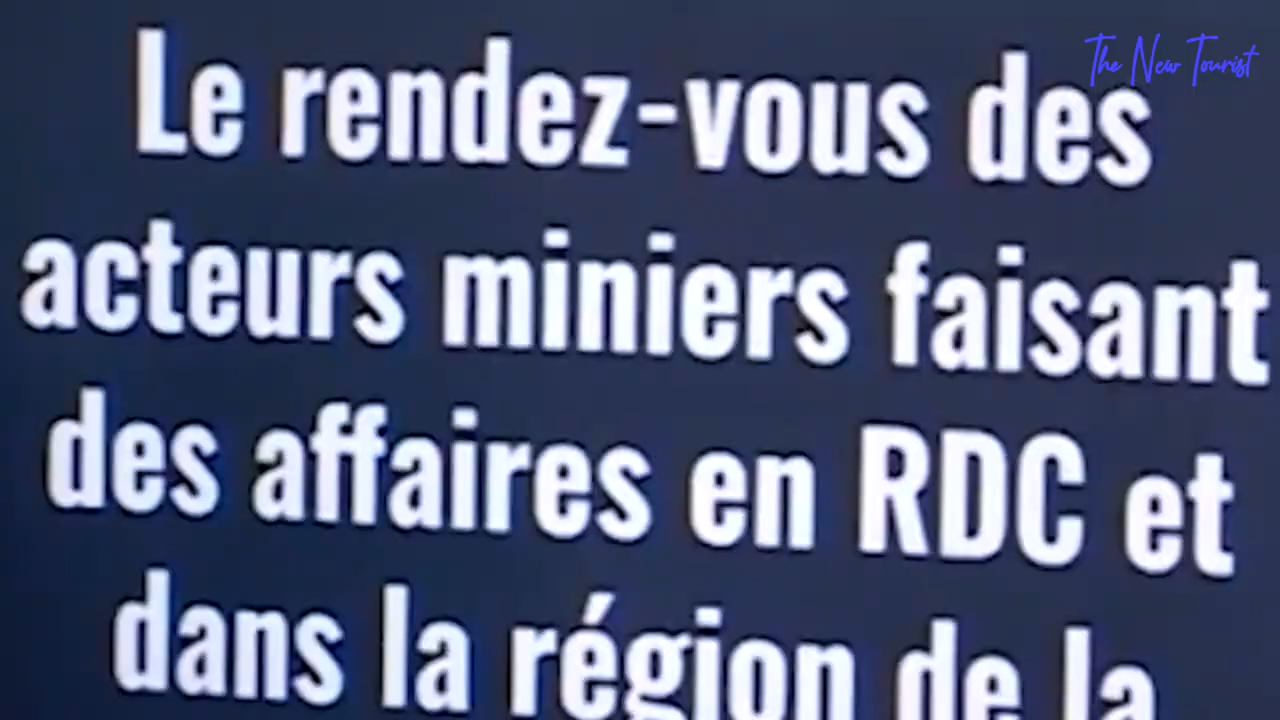 The New Tourist
Le rendez-vous des
acteurs miniers faisant
des affaires en RDC et
dans la région de la